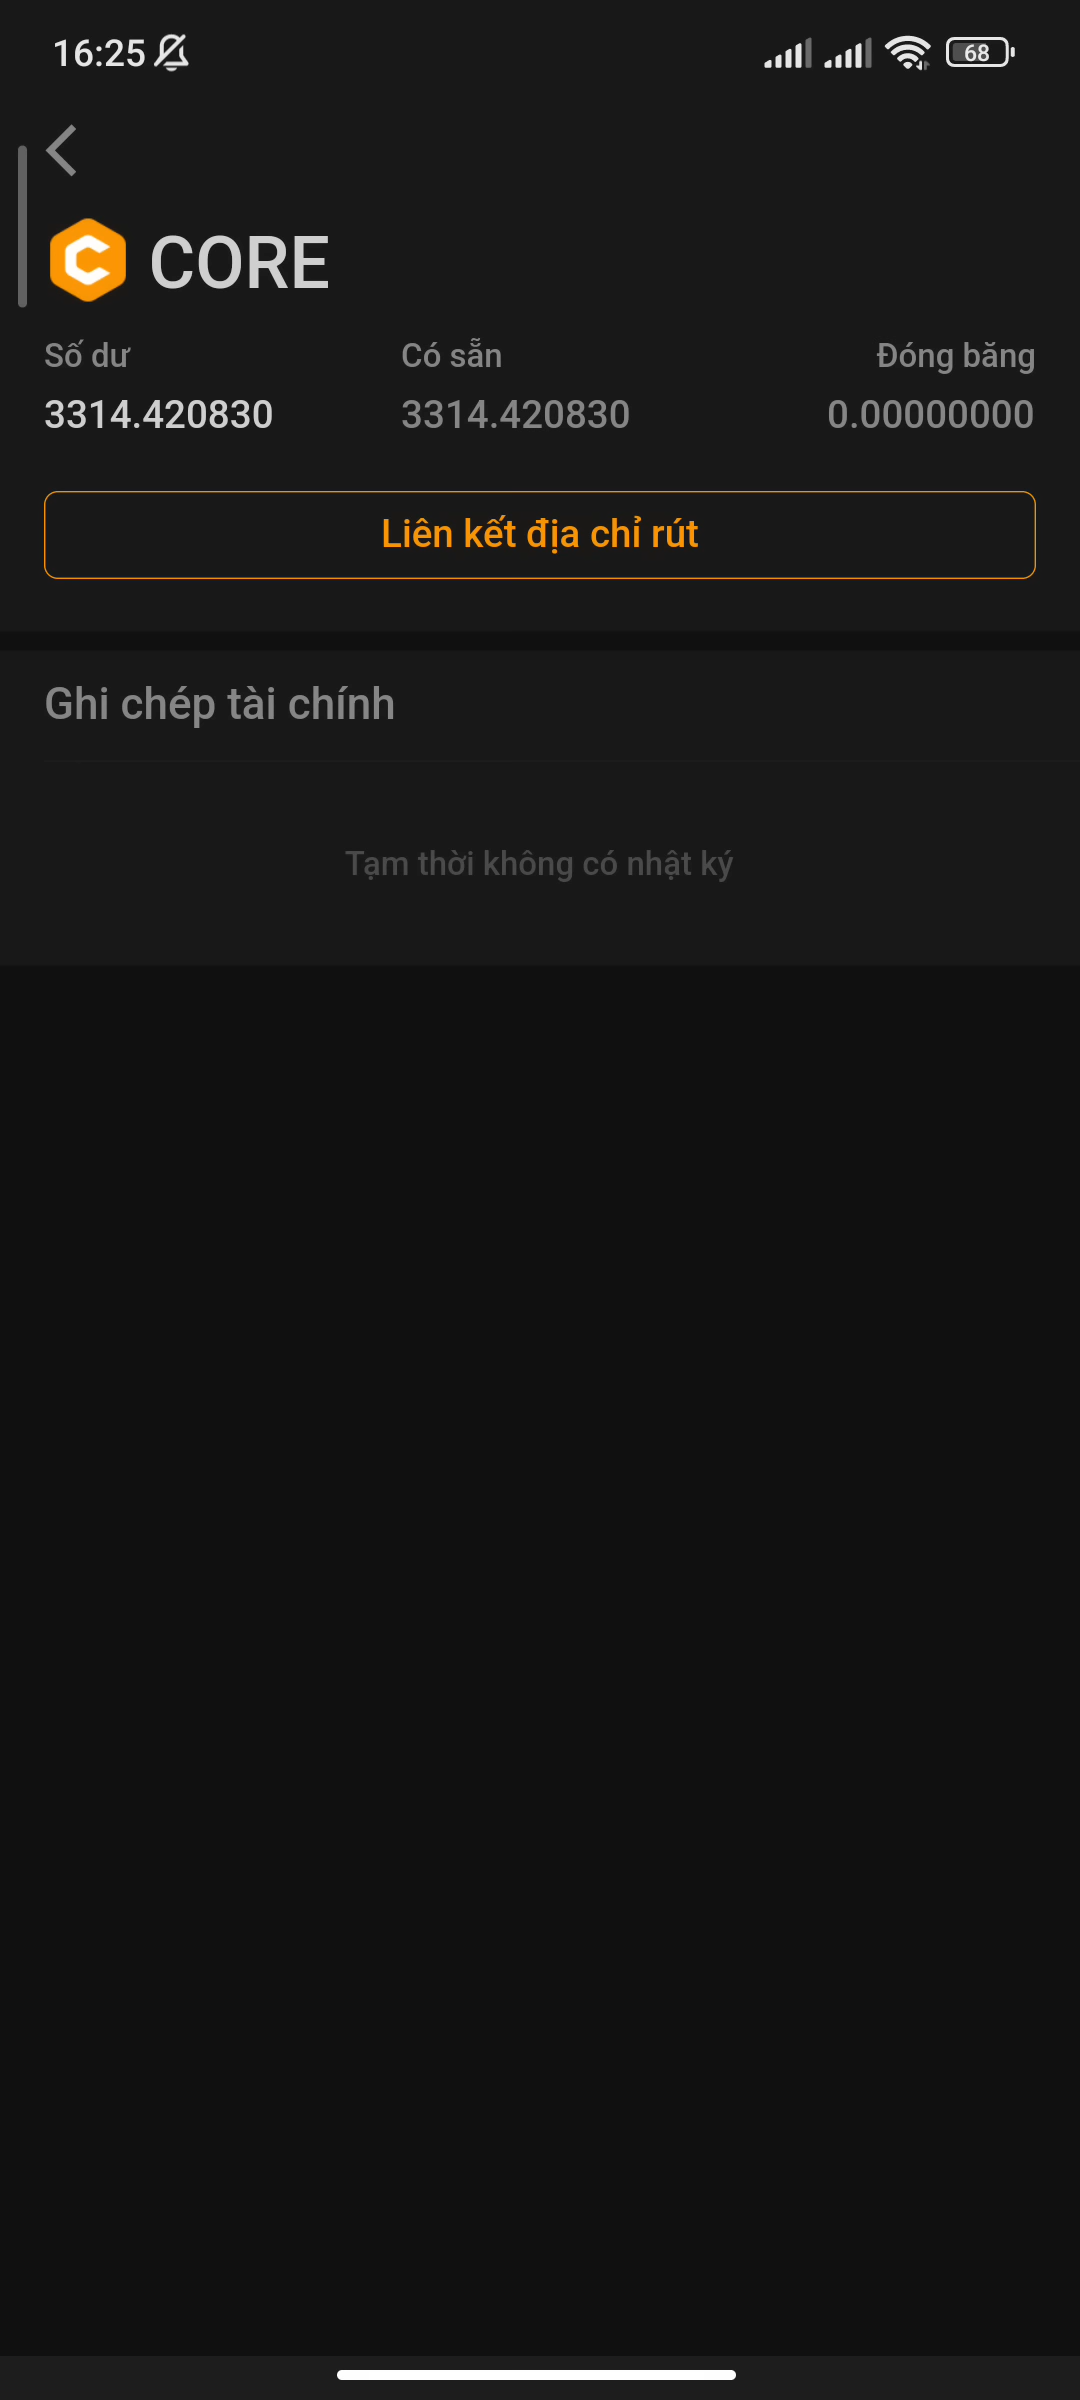 16:25
68
CORE
Số dư Có sẵn Đóng băng
3314.420830 3314.420830 0.00000000
Liên kết địa chỉ rút
Ghi chép tài chính
Tạm thời không có nhật ký